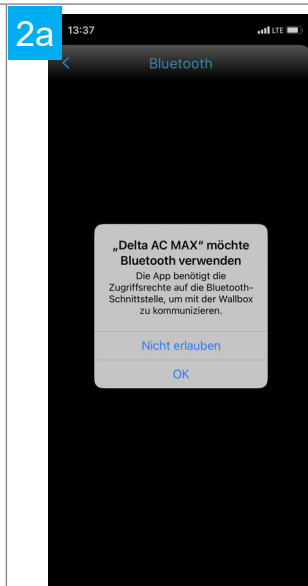 2a
13:37
LTE
Bluetooth
„Delta AC MAX“ möchte
Bluetooth verwenden
Die App benötigt die
Zugriffsrechte auf die Bluetooth-
Schnittstelle, um mit der Wallbox
zu kommunizieren.
Nicht erlauben
OK